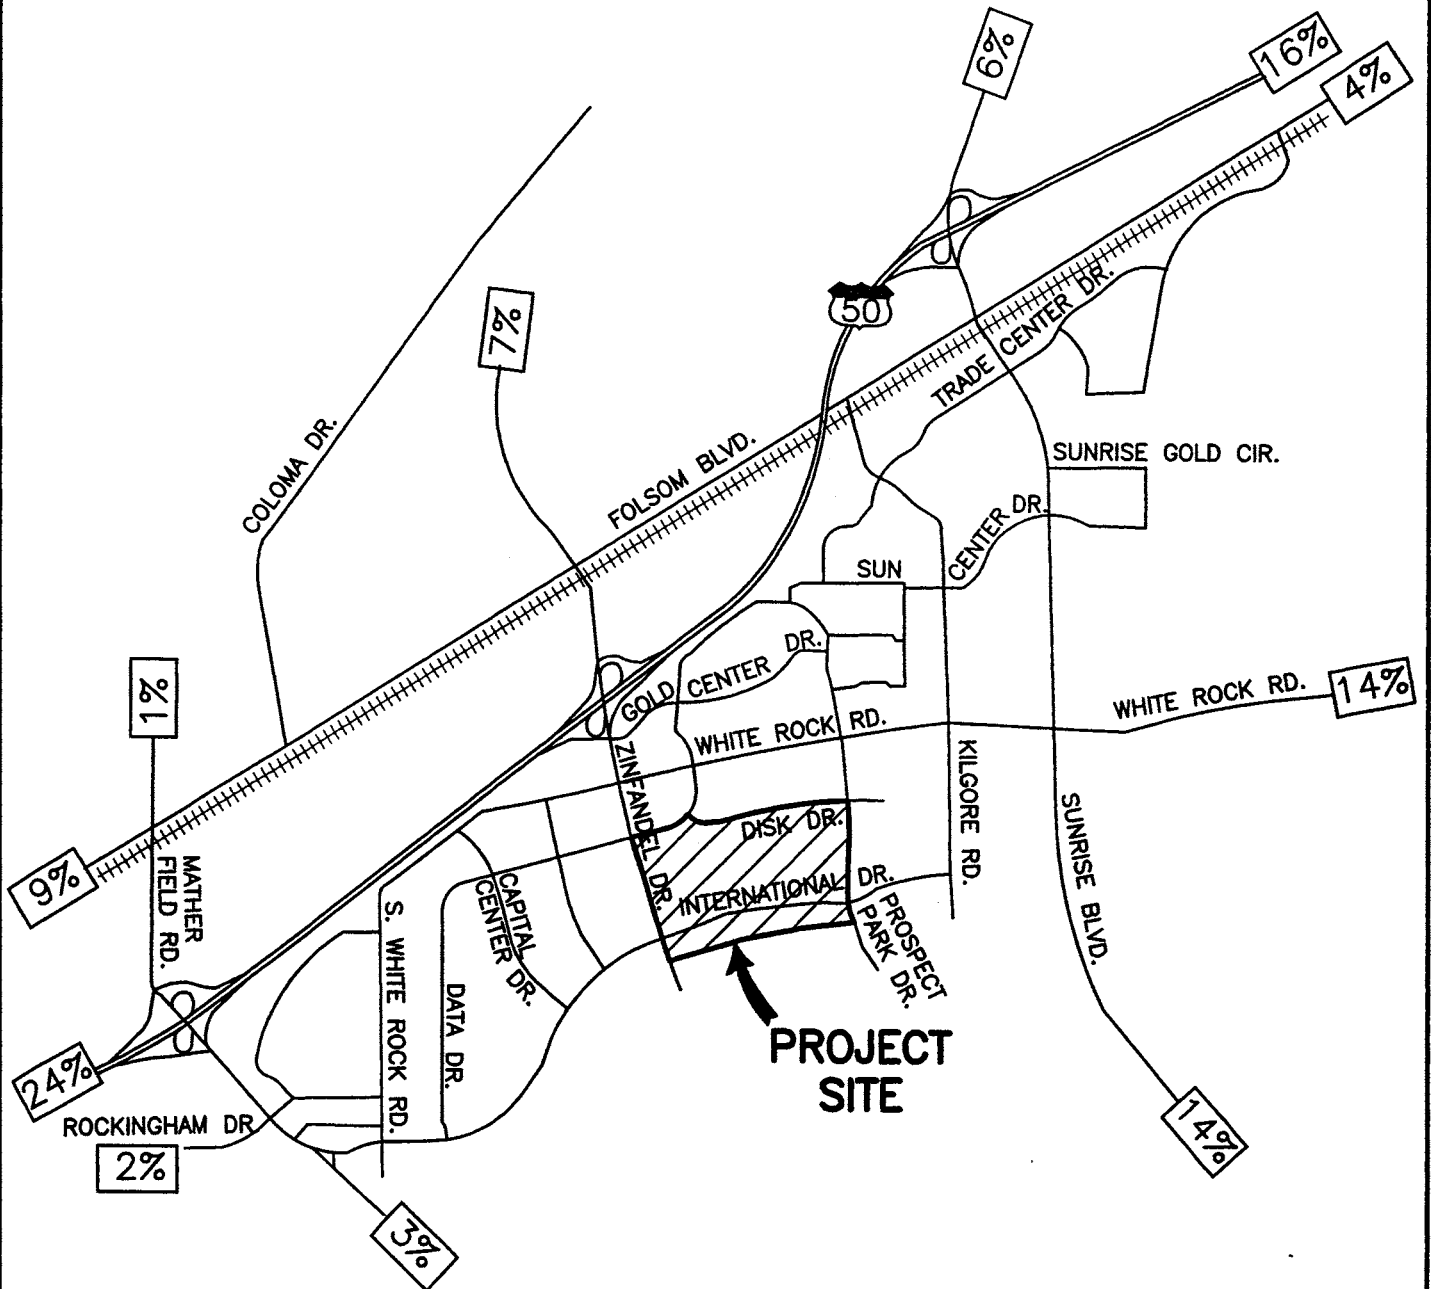 6%
16%
4%
50
7%
COLOMA DR.
FOLSOM BLVD.
TRADE CENTER DR.
SUNRISE GOLD CIR.
SUN CENTER DR.
GOLD CENTER DR.
1%
WHITE ROCK RD.
WHITE ROCK RD.
14%
ZINFANDEL DR.
KILGORE RD.
SUNRISE BLVD.
DISK DR.
INTERNATIONAL DR.
PROSPECT
PARK DR.
9%
MATHER
FIELD RD.
CAPITAL
CENTER DR.
S. WHITE ROCK RD.
DATA DR.
PROJECT
SITE
24%
ROCKINGHAM DR
2%
3%
14%